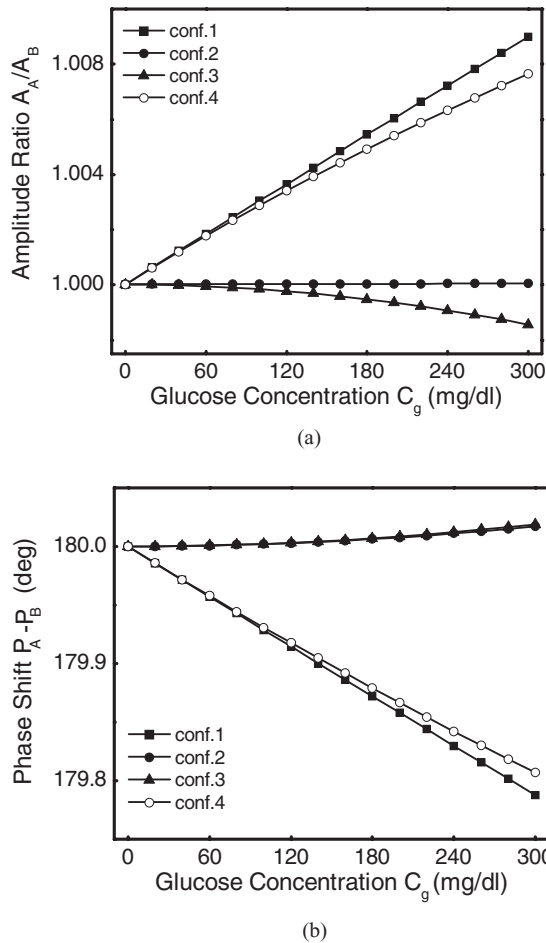 conf.1
conf.2
conf.3
conf.4
1.008
1.004
1.000
Amplitude Ratio A_A/A_B
0 60 120 180 240 300
Glucose Concentration C_g (mg/dl)
(a)
180.0
179.9
179.8
Phase Shift P_A-P_B (deg)
conf.1
conf.2
conf.3
conf.4
0 60 120 180 240 300
Glucose Concentration C_g (mg/dl)
(b)